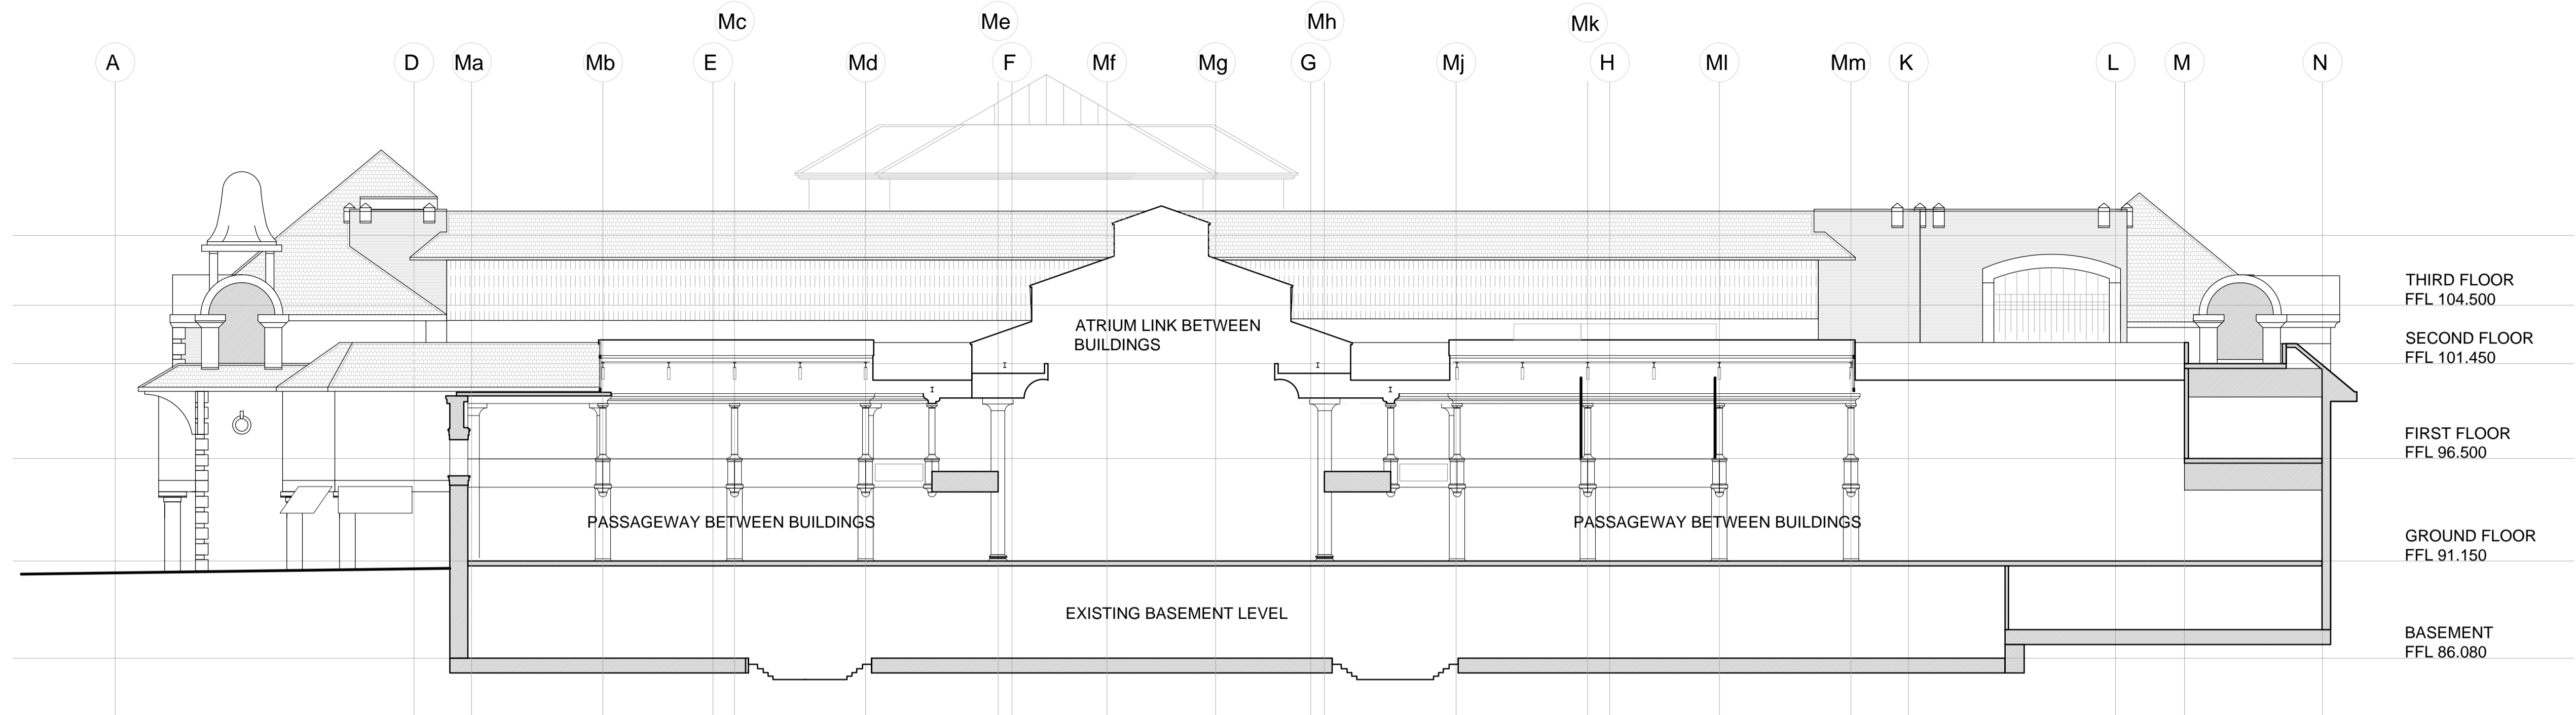 Mc
Me
Mh
Mk
A
D
Ma
Mb
E
Md
F
Mf
Mg
G
Mj
H
Ml
Mm
K
L
M
N
THIRD FLOOR
FFL 104.500
ATRIUM LINK BETWEEN
BUILDINGS
SECOND FLOOR
FFL 101.450
FIRST FLOOR
FFL 96.500
PASSAGEWAY BETWEEN BUILDINGS
PASSAGEWAY BETWEEN BUILDINGS
GROUND FLOOR
FFL 91.150
EXISTING BASEMENT LEVEL
BASEMENT
FFL 86.080